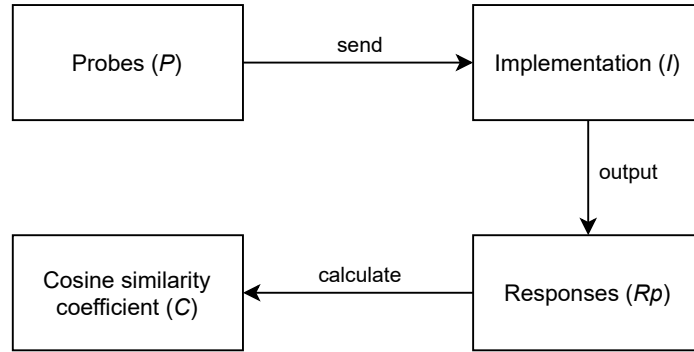 Probes (P)
send
Implementation (I)
output
Responses (Rp)
calculate
Cosine similarity
coefficient (C)